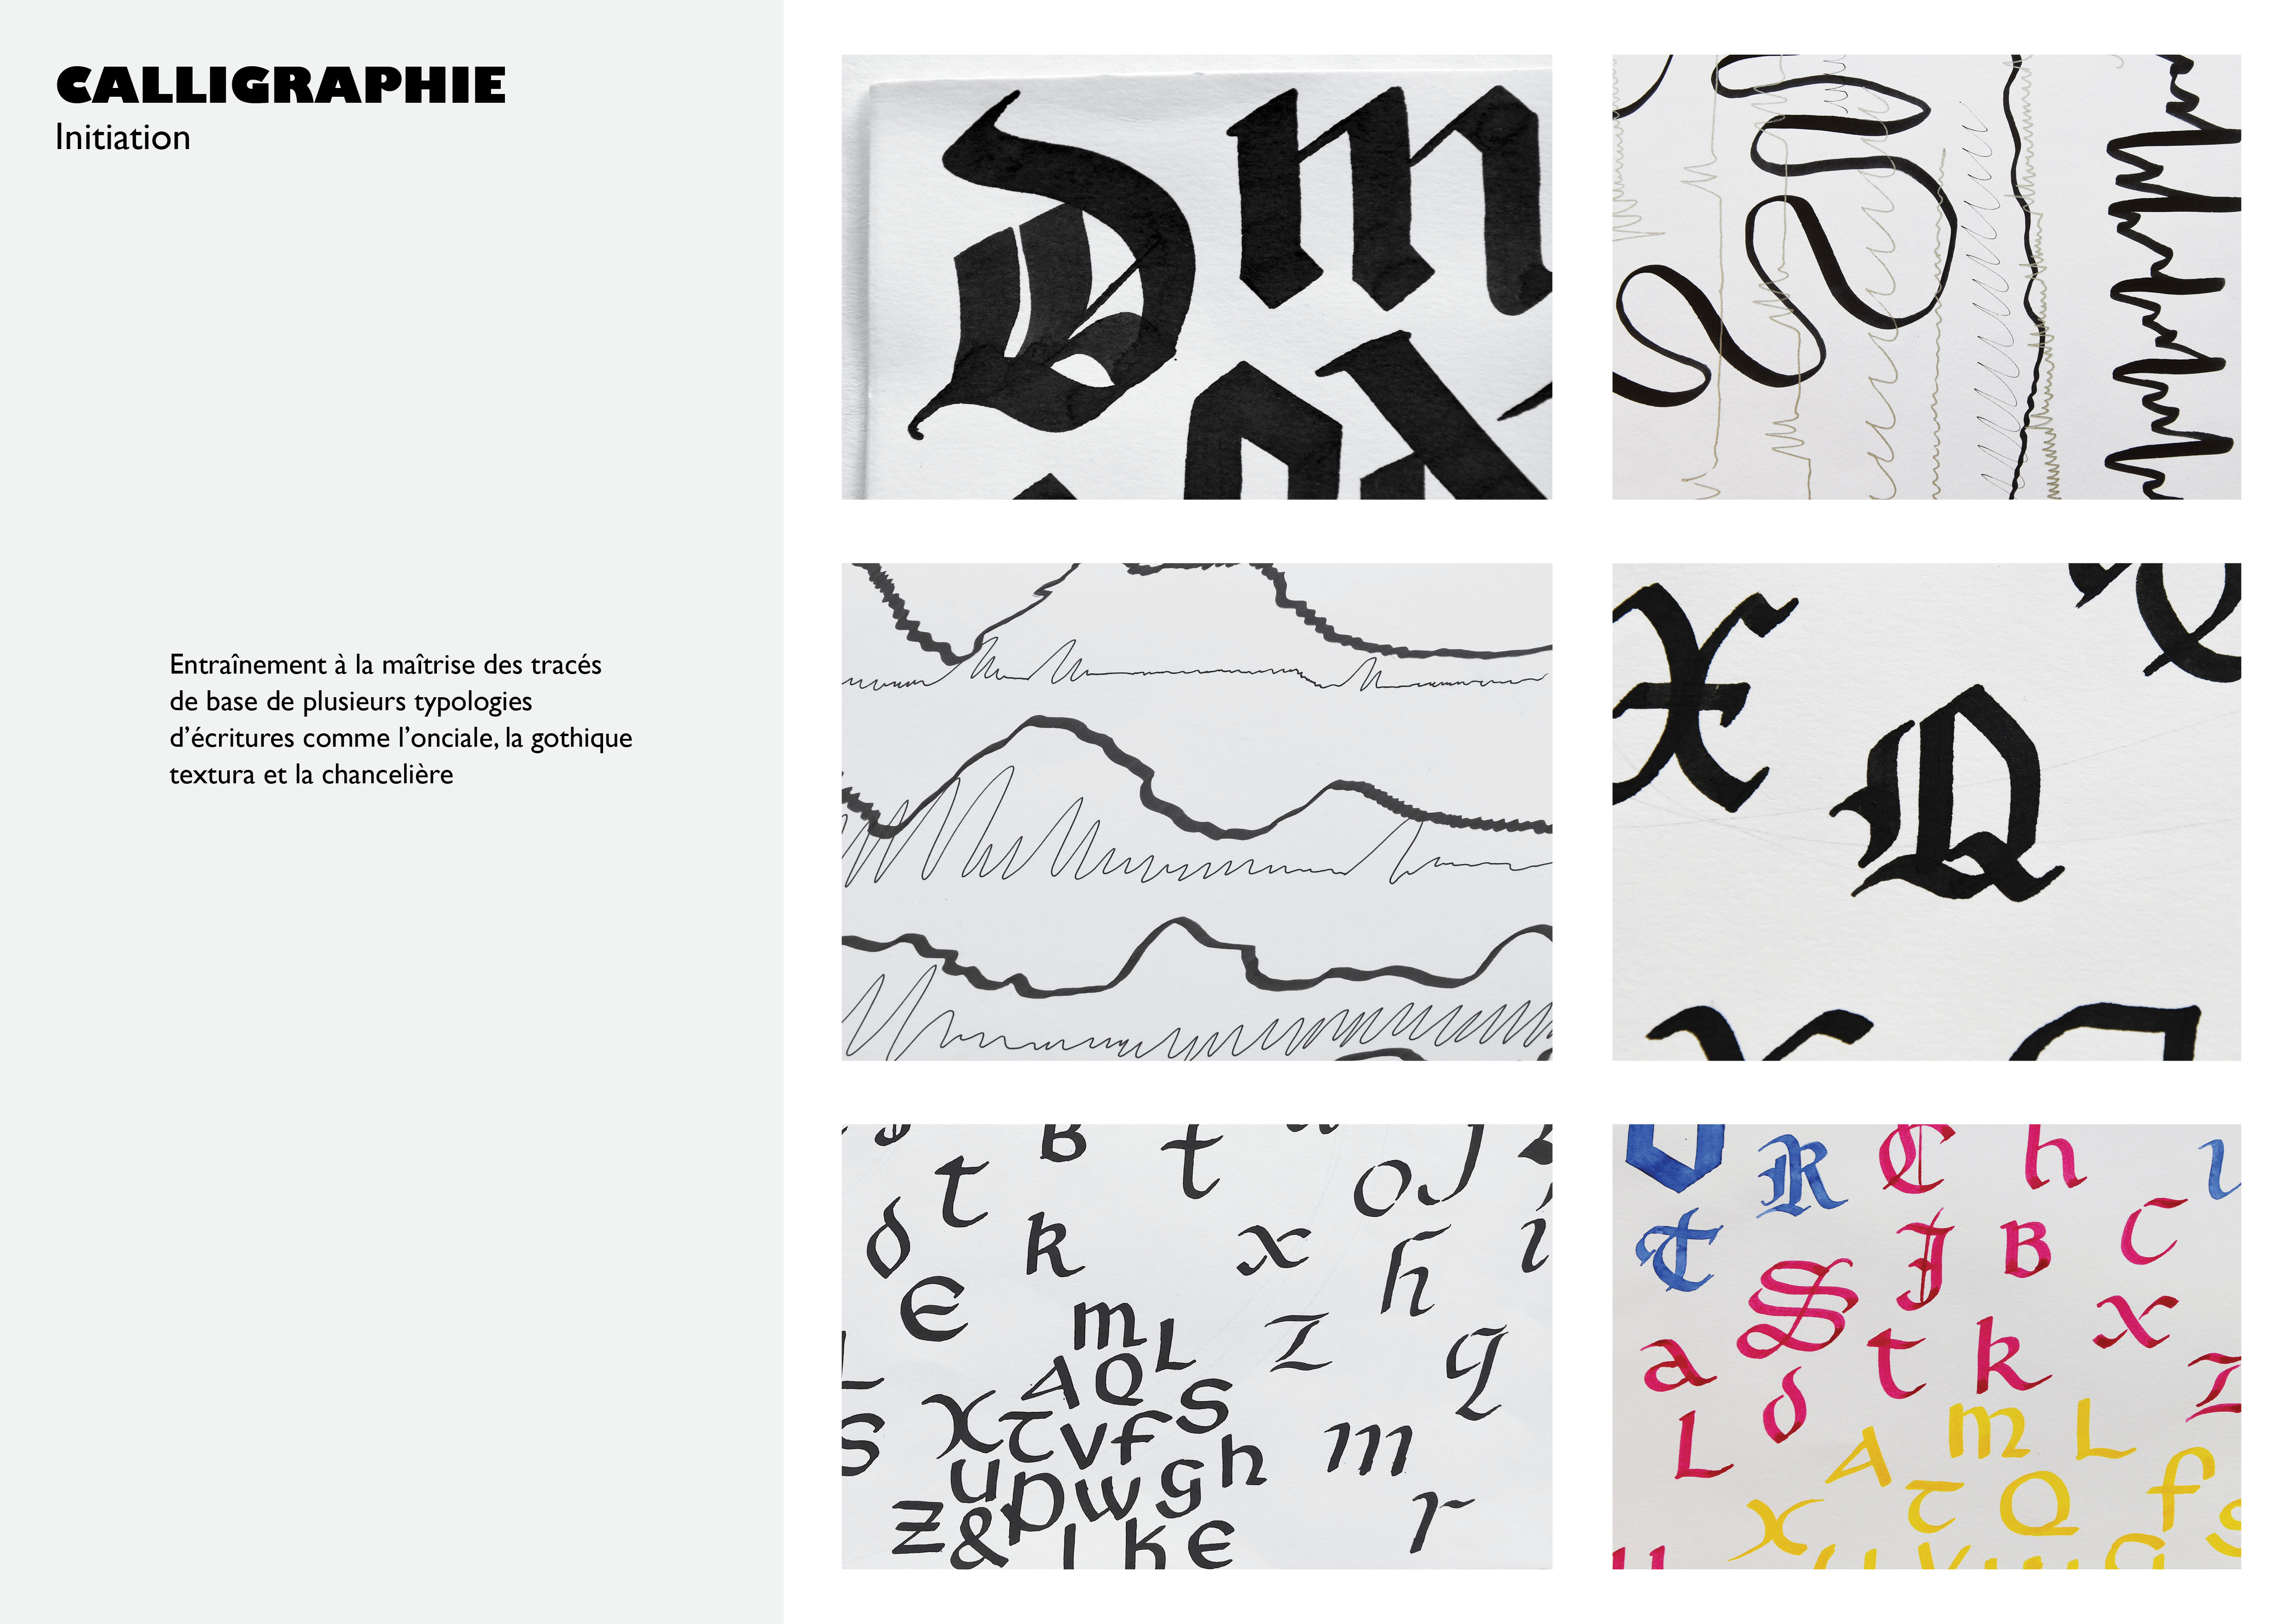 CALLIGRAPHIE
Initiation
Entraînement à la maîtrise des tracés
de base de plusieurs typologies
d’écritures comme l’onciale, la gothique
textura et la chancelière
D m
X
Q
B t
t o J
d k x h i
E
m L z
A Q S q
S X T V f
u p w g h m
Z & r
l k E
R C h i
T J B C
S
a t k x
d z
L m L
A
X T Q f
S